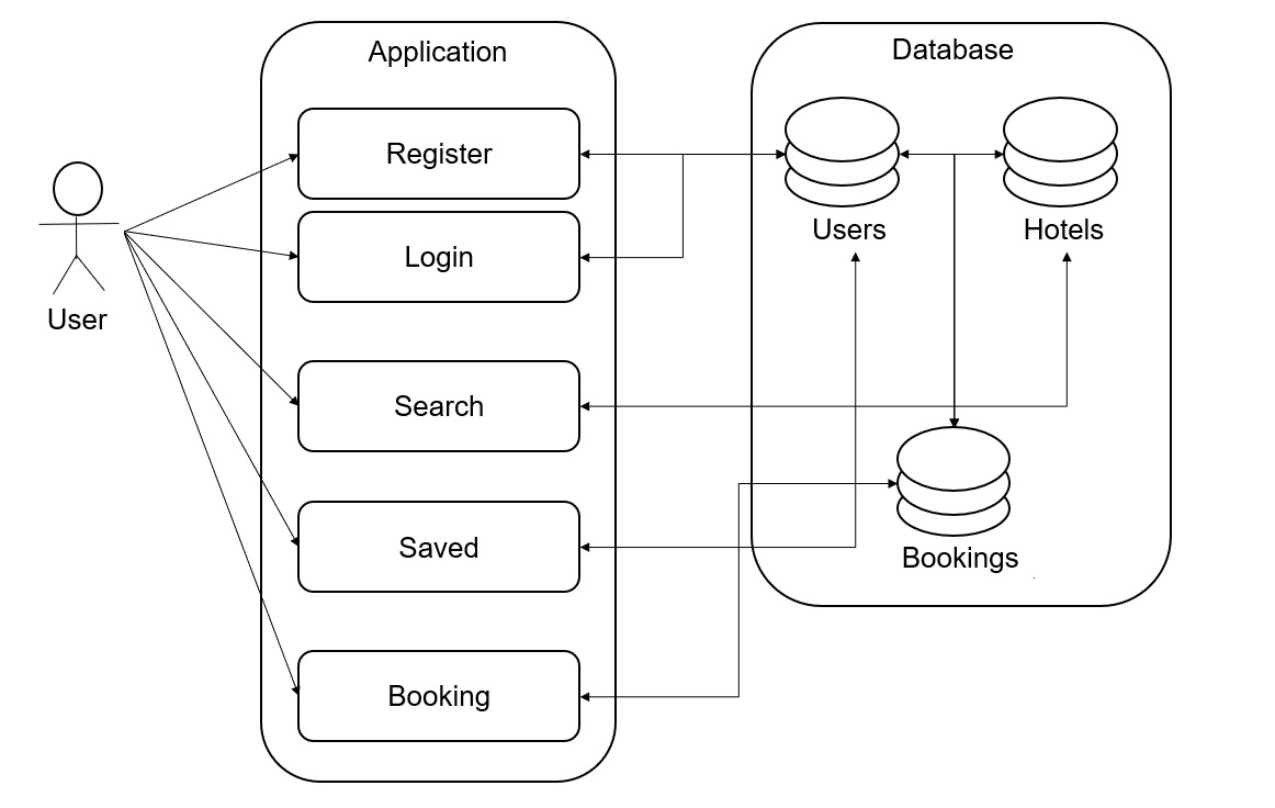 Application
Database
Register
Login
Search
Saved
Booking
User
Users
Hotels
Bookings